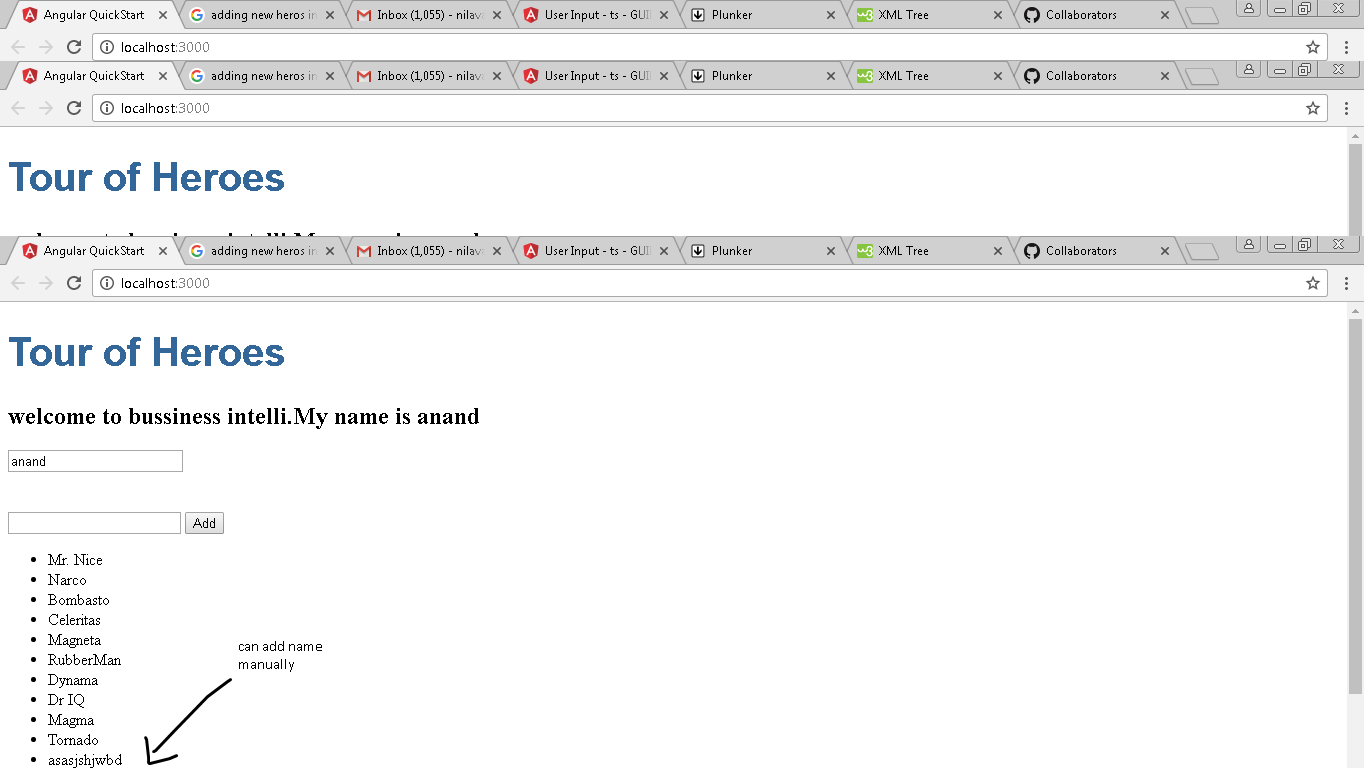 Angular QuickStart adding new heros in Inbox (1,055) - nilava User Input - ts - GUI Plunker XML Tree Collaborators
localhost:3000
Angular QuickStart adding new heros in Inbox (1,055) - nilava User Input - ts - GUI Plunker XML Tree Collaborators
localhost:3000
Tour of Heroes
Angular QuickStart adding new heros in Inbox (1,055) - nilava User Input - ts - GUI Plunker XML Tree Collaborators
localhost:3000
Tour of Heroes
welcome to bussiness intelli.My name is anand
anand
Add
Mr. Nice
Narco
Bombasto
Celeritas
Magneta
RubberMan
Dynama
Dr IQ
Magma
Tornado
asasjshjwbd
can add name
manually